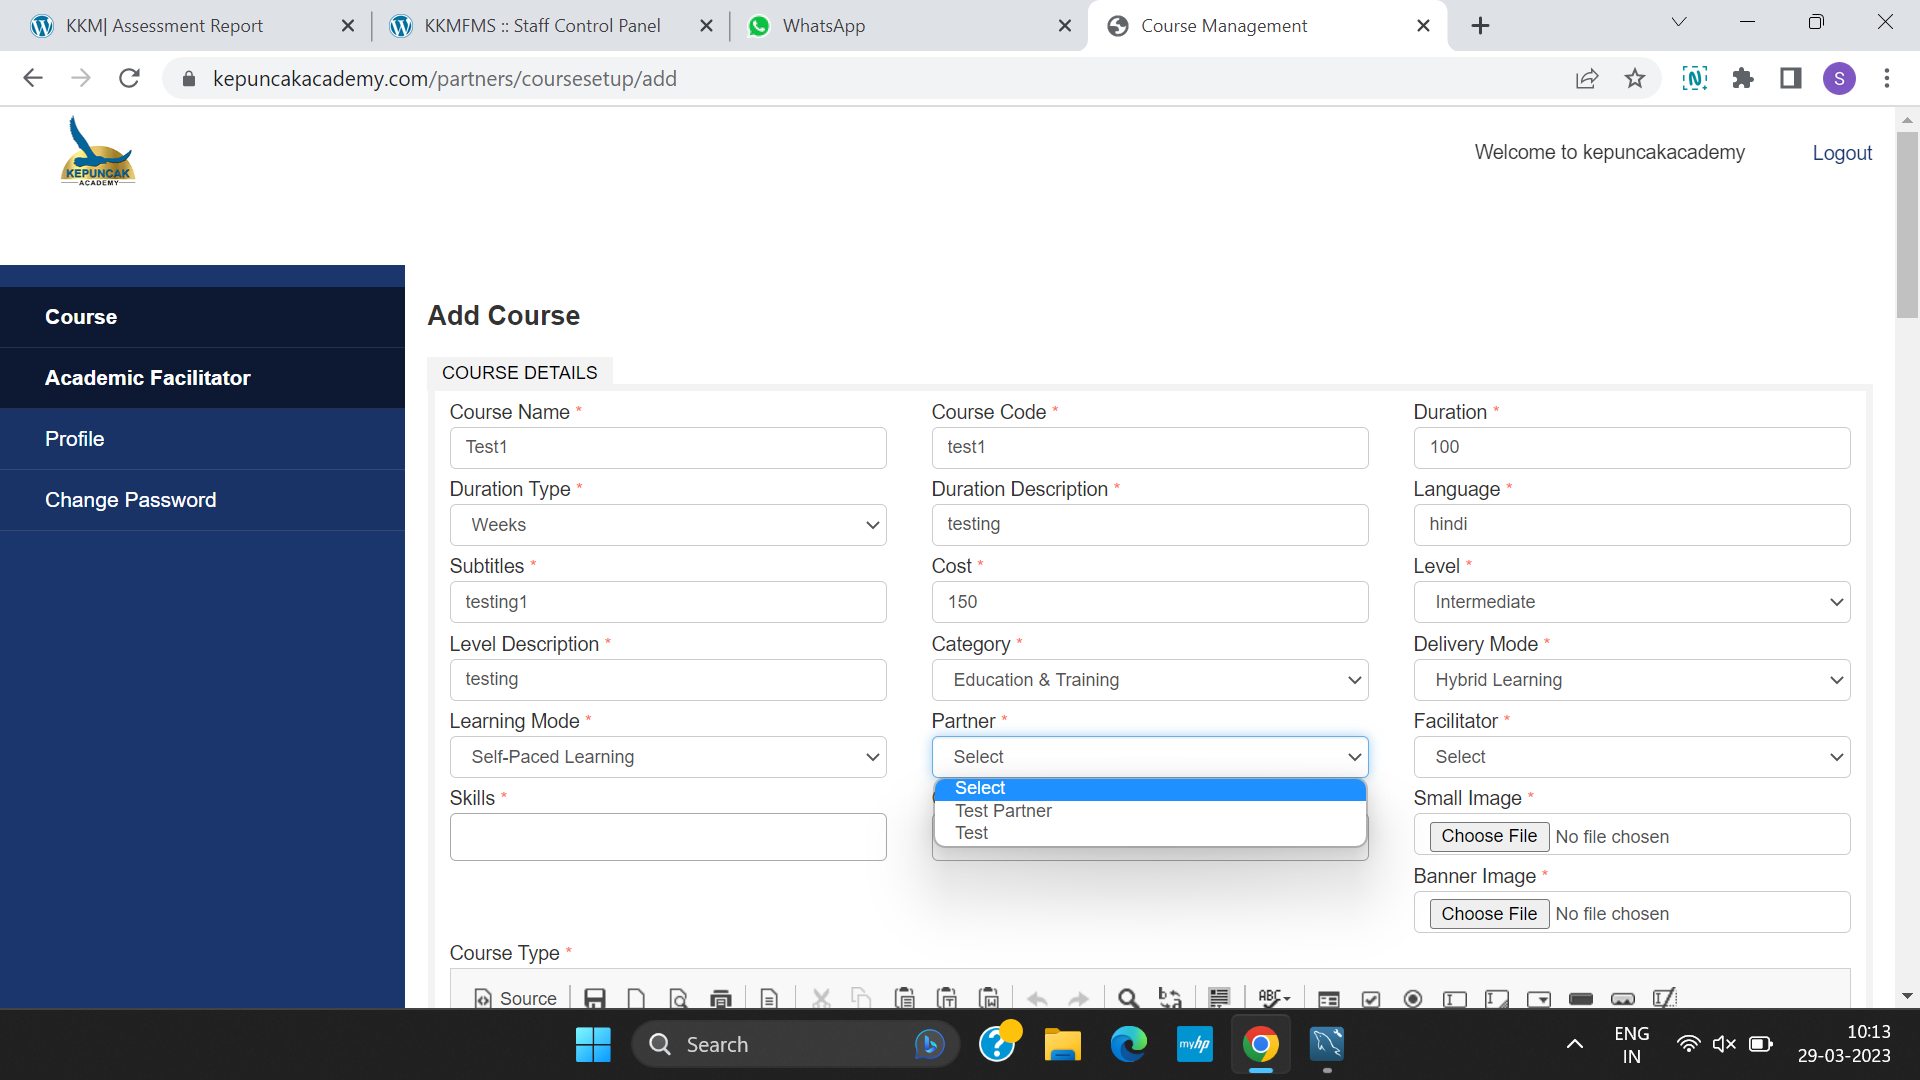 KKM| Assessment Report
KKMFMS :: Staff Control Panel
WhatsApp
Course Management
kepuncakacademy.com/partners/coursesetup/add
S
KEPUNCAK
ACADEMY
Welcome to kepuncakacademy
Logout
Course
Academic Facilitator
Profile
Change Password
Add Course
COURSE DETAILS
Course Name *
Course Code *
Duration *
Test1
test1
100
Duration Type *
Duration Description *
Language *
Weeks
testing
hindi
Subtitles *
Cost *
Level *
testing1
150
Intermediate
Level Description *
Category *
Delivery Mode *
testing
Education & Training
Hybrid Learning
Learning Mode *
Partner *
Facilitator *
Self-Paced Learning
Select
Select
Select
Test Partner
Test
Skills *
Small Image *
Choose File No file chosen
Banner Image *
Choose File No file chosen
Course Type *
Source
ABC
Search
myhp
ENG
IN
10:13
29-03-2023